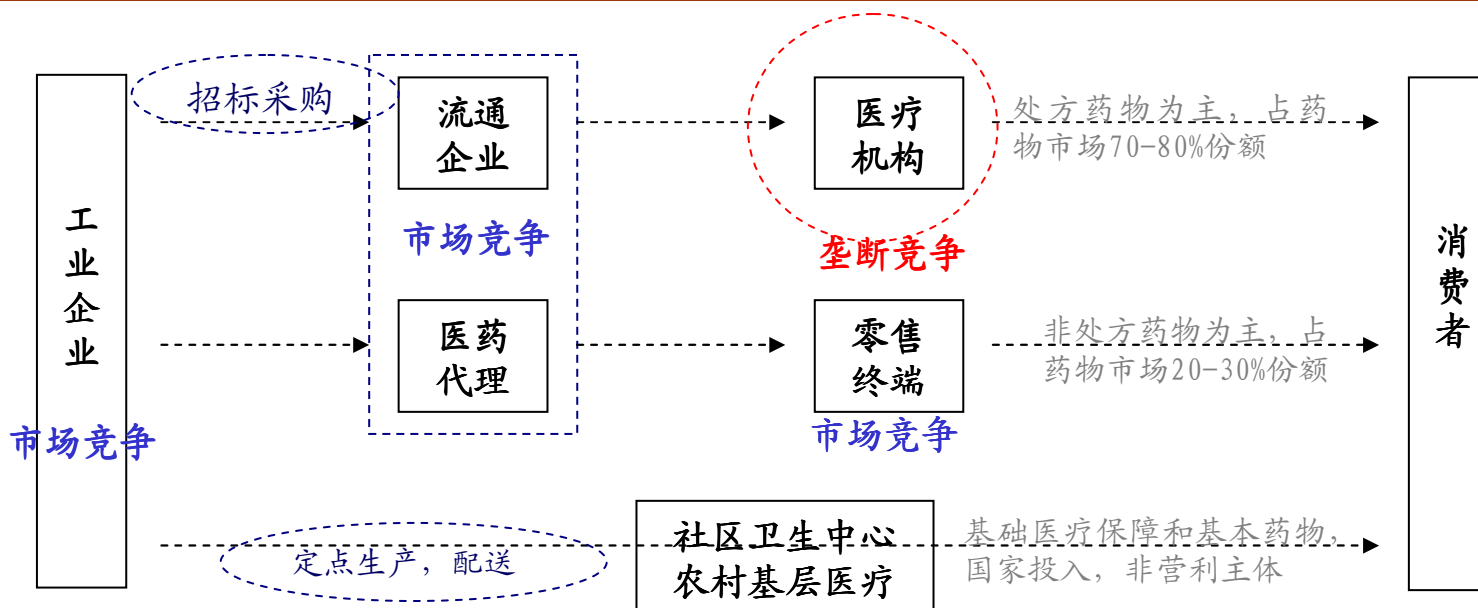 工
业
企
业
市场竞争
招标采购
流通
企业
市场竞争
医药
代理
医疗
机构
垄断竞争
零售
终端
市场竞争
处方药物为主，占药
物市场70-80%份额
非处方药物为主，占
药物市场20-30%份额
定点生产，配送
社区卫生中心
农村基层医疗
基础医疗保障和基本药物，
国家投入，非营利主体
消
费
者